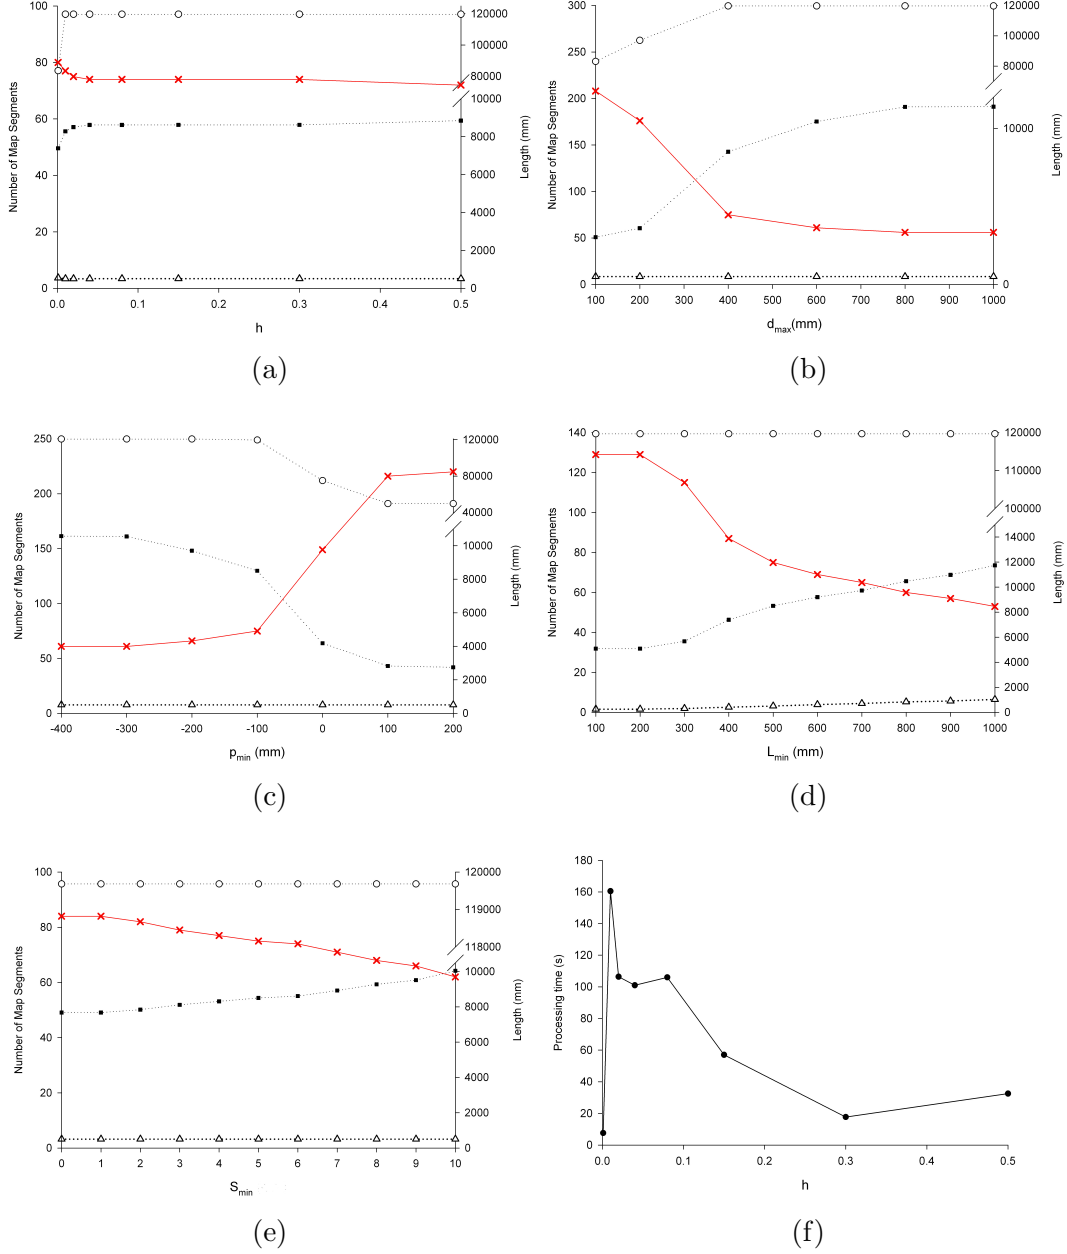 100
80
60
40
20
0
Number of Map Segments
120000
100000
80000
10000
8000
6000
4000
2000
0
Length (mm)
0.0 0.1 0.2 0.3 0.4 0.5
h
(a)
300
250
200
150
100
50
0
Number of Map Segments
120000
100000
80000
10000
0
Length (mm)
100 200 300 400 500 600 700 800 900 1000
d_max(mm)
(b)
250
200
150
100
50
0
Number of Map Segments
120000
80000
40000
10000
8000
6000
4000
2000
0
Length (mm)
-400 -300 -200 -100 0 100 200
p_min (mm)
(c)
140
120
100
80
60
40
20
0
Number of Map Segments
120000
110000
100000
14000
12000
10000
8000
6000
4000
2000
0
Length (mm)
100 200 300 400 500 600 700 800 900 1000
L_min (mm)
(d)
100
80
60
40
20
0
Number of Map Segments
120000
119000
118000
10000
8000
6000
4000
2000
0
Length (mm)
0 1 2 3 4 5 6 7 8 9 10
S_min
(e)
180
160
140
120
100
80
60
40
20
0
Processing time (s)
0.0 0.1 0.2 0.3 0.4 0.5
h
(f)